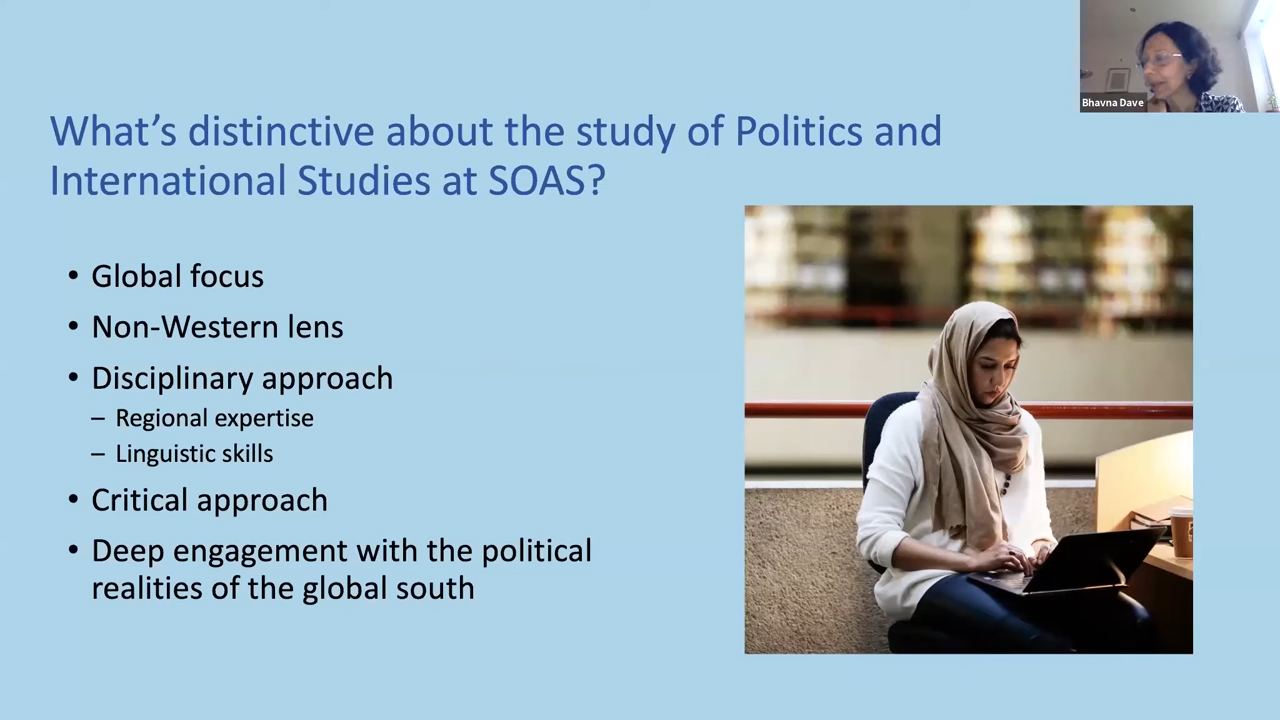 Bhavna Dave
What's distinctive about the study of Politics and
International Studies at SOAS?
• Global focus
• Non-Western lens
• Disciplinary approach
– Regional expertise
– Linguistic skills
• Critical approach
• Deep engagement with the political
realities of the global south